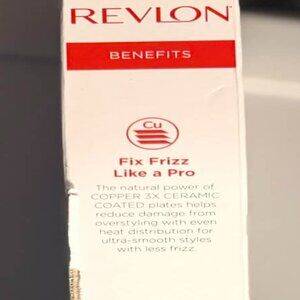 REVLON
BENEFITS
Cu
Fix Frizz
Like a Pro
The natural power of
COPPER 3X CERAMIC
COATED plates helps
reduce damage from
overstyling with even
heat distribution for
ultra-smooth styles
with less frizz.